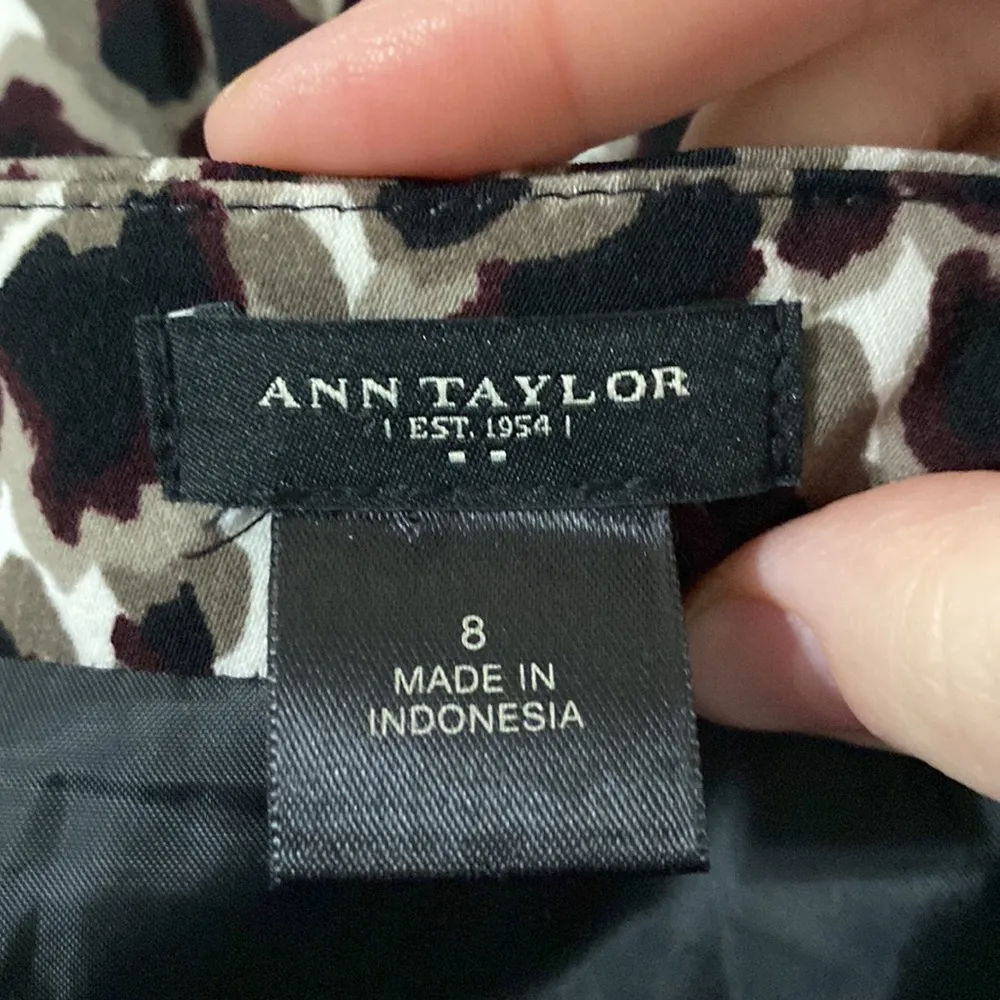 ANN TAYLOR
| EST. 1954 |
8
MADE IN
INDONESIA